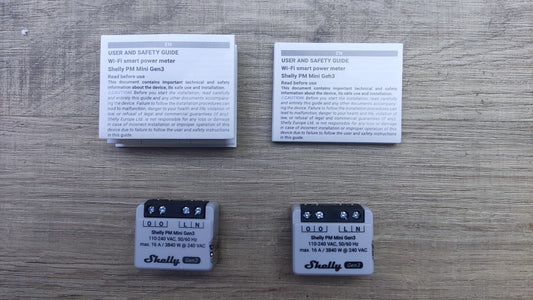 EN
USER AND SAFETY GUIDE
Wi-Fi smart power meter
Shelly PM Mini Gen3
Read before use
This document contains important technical and safety
information about the device, its safe use and installation.
⚠CAUTION! Before you start the installation, read carefully
and entirely this guide and any other documents accompany-
ing the device. Failure to follow the installation procedures can
lead to malfunction, danger to your health and life, violation of
law, or refusal of legal and commercial guarantees (if any).
Shelly Europe Ltd. is not responsible for any loss or damage
in case of incorrect installation or improper operation of this
device due to failure to follow the user and safety instructions
in this guide.
EN
USER AND SAFETY GUIDE
Wi-Fi smart power meter
Shelly PM Mini Gen3
Read before use
This document contains important technical and safety
information about the device, its safe use and installation.
⚠CAUTION! Before you start the installation, read carefully
and entirely this guide and any other documents accompany-
ing the device. Failure to follow the installation procedures can
lead to malfunction, danger to your health and life, violation of
law, or refusal of legal and commercial guarantees (if any).
Shelly Europe Ltd. is not responsible for any loss or damage
in case of incorrect installation or improper operation of this
device due to failure to follow the user and safety instructions
in this guide.
O O L N
Shelly PM Mini Gen3
110-240 VAC, 50/60 Hz
max. 16 A / 3840 W @ 240 VAC
Shelly Gen3
O O L N
Shelly PM Mini Gen3
110-240 VAC, 50/60 Hz
max. 16 A / 3840 W @ 240 VAC
Shelly Gen3